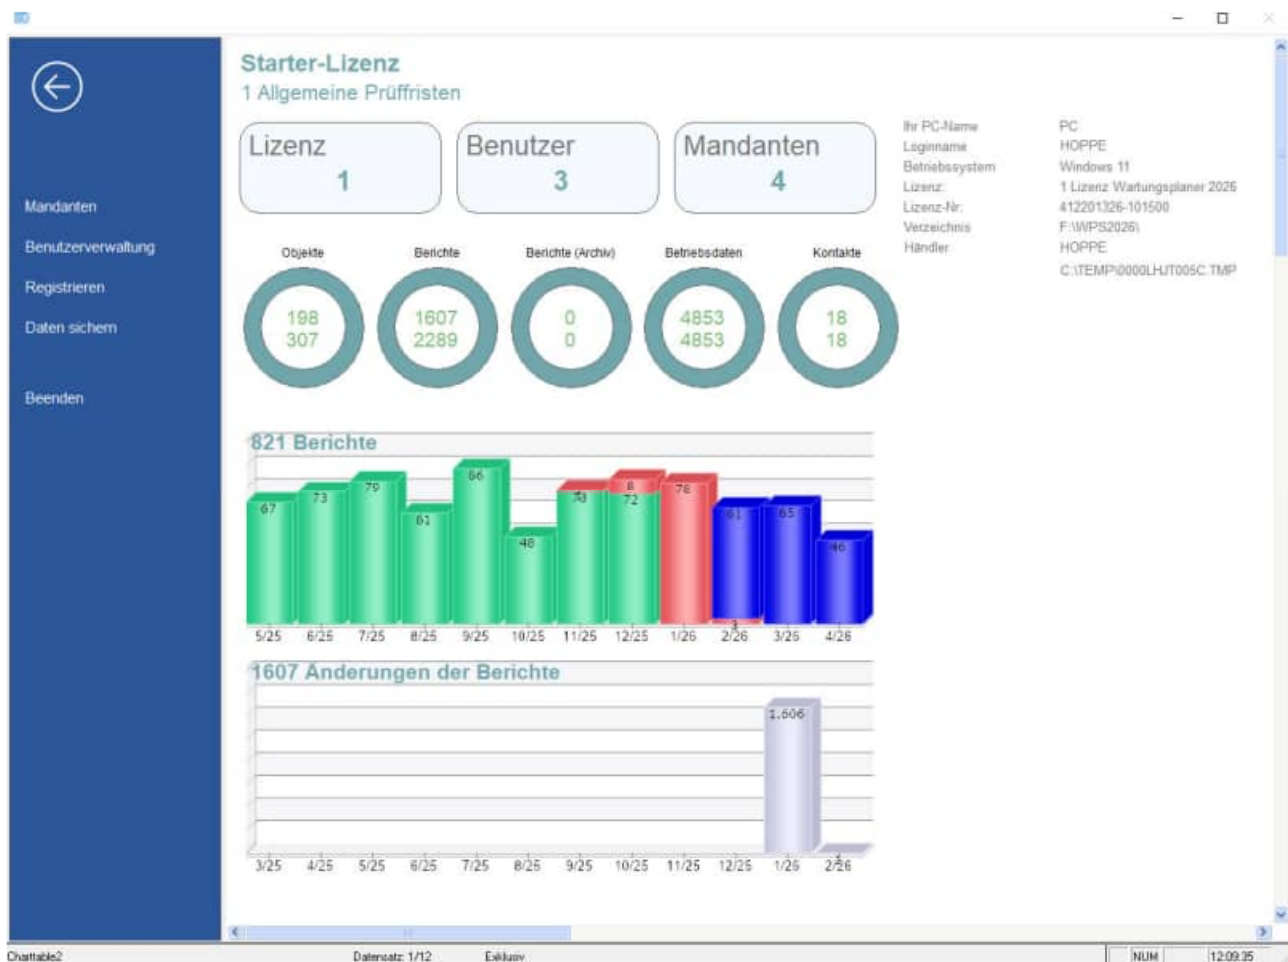 Starter-Lizenz
1 Allgemeine Prüffristen
Lizenz
1
Benutzer
3
Mandanten
4
Ihr PC-Name PC
Loginname HOPPE
Betriebssystem Windows 11
Lizenz: 1 Lizenz Wartungsplaner 2026
Lizenz-Nr: 412201326-101500
Verzeichnis F:\WPS2026\
Händler HOPPE
C:\TEMP\0000LHJT005C.TMP
Mandanten
Benutzerverwaltung
Registrieren
Daten sichern
Beenden
Objekte Berichte Berichte (Archiv) Betriebsdaten Kontakte
198 1607 0 4853 18
307 2289 0 4853 18
821 Berichte
67 73 79 61 66 48 8 72 78 61 65 46
3
5/25 6/25 7/25 8/25 9/25 10/25 11/25 12/25 1/26 2/26 3/26 4/26
1607 Änderungen der Berichte
1.606
3/25 4/25 5/25 6/25 7/25 8/25 9/25 10/25 11/25 12/25 1/26 2/26
Charttable2 Datensatz: 1/12 Exklusiv NUM 12:09:35